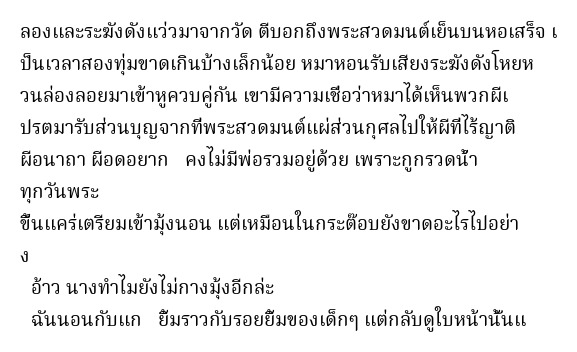 ลองและระฆังดังแว่วมาจากวัด ตีบอกถึงพระสวดมนต์เย็นบนหอเสร็จ เ
ป็นเวลาสองทุ่มขาดเกินบ้างเล็กน้อย หมาหอนรับเสียงระฆังดังโหยห
วนล่องลอยมาเข้าหูควบคู่กัน เขามีความเชื่อว่าหมาได้เห็นพวกผีเ
ปรตมารับส่วนบุญจากที่พระสวดมนต์แผ่ส่วนกุศลไปให้ผีที่ไร้ญาติ
ผีอนาถา ผีอดอยาก   คงไม่มีพ่อรวมอยู่ด้วย เพราะกูกรวดน้ำ
ทุกวันพระ
ขึ้นแคร่เตรียมเข้ามุ้งนอน แต่เหมือนในกระต๊อบยังขาดอะไรไปอย่า
ง
อ้าว นางทำไมยังไม่กางมุ้งอีกล่ะ
ฉันนอนกับแก   ยิ้มราวกับรอยยิ้มของเด็กๆ แต่กลับดูใบหน้านั้นแ